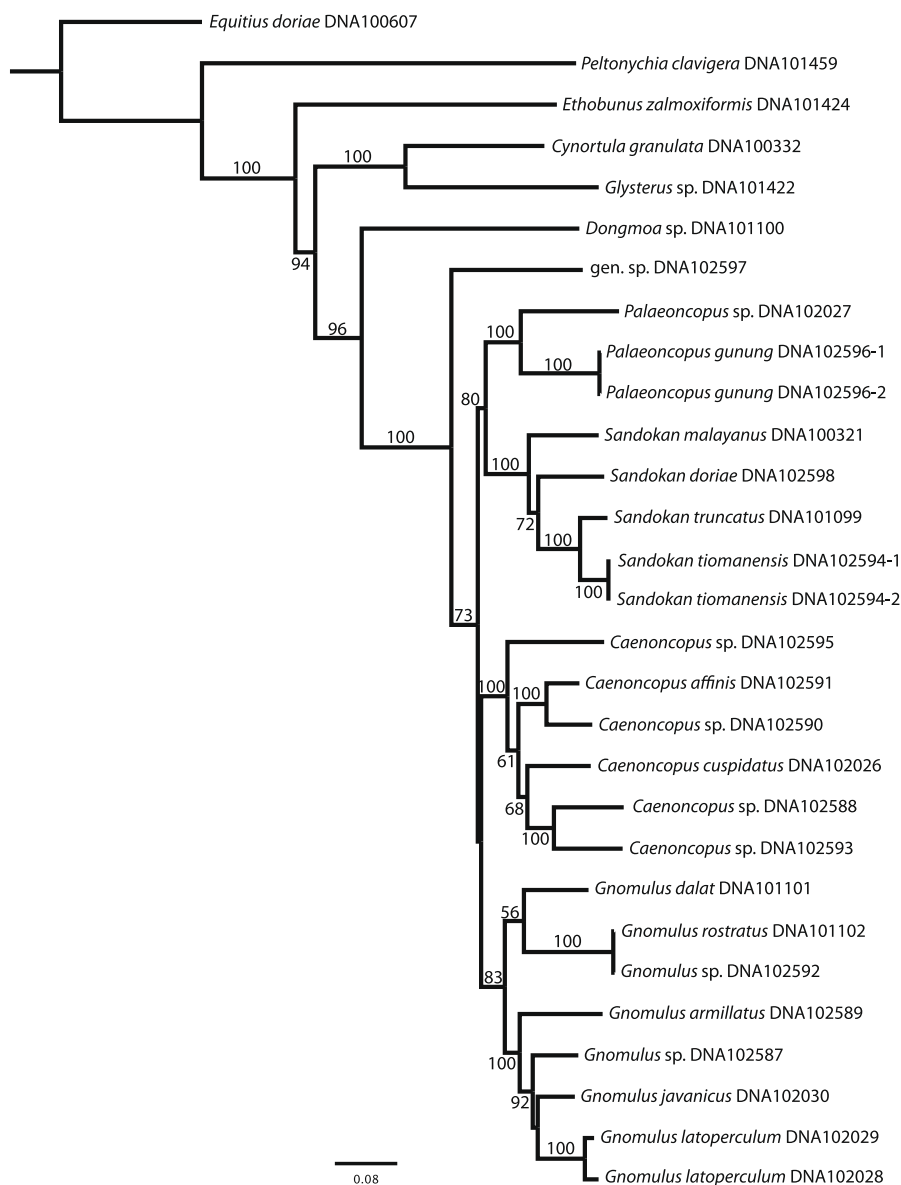 Equitius doriae DNA100607
Peltonychia clavigera DNA101459
Ethobunus zalmoxiformis DNA101424
100
100
Cynortula granulata DNA100332
Glysterus sp. DNA101422
94
Dongmoa sp. DNA101100
96
gen. sp. DNA102597
100
Palaeoncopus sp. DNA102027
100
Palaeoncopus gunung DNA102596-1
100
Palaeoncopus gunung DNA102596-2
80
Sandokan malayanus DNA100321
100
Sandokan doriae DNA102598
72
Sandokan truncatus DNA101099
100
Sandokan tiomanensis DNA102594-1
100
Sandokan tiomanensis DNA102594-2
73
Caenoncopus sp. DNA102595
100
Caenoncopus affinis DNA102591
100
Caenoncopus sp. DNA102590
61
Caenoncopus cuspidatus DNA102026
68
Caenoncopus sp. DNA102588
100
Caenoncopus sp. DNA102593
Gnomulus dalat DNA101101
56
Gnomulus rostratus DNA101102
100
Gnomulus sp. DNA102592
83
Gnomulus armillatus DNA102589
100
Gnomulus sp. DNA102587
92
Gnomulus javanicus DNA102030
Gnomulus latoperculum DNA102029
100
Gnomulus latoperculum DNA102028
0.08